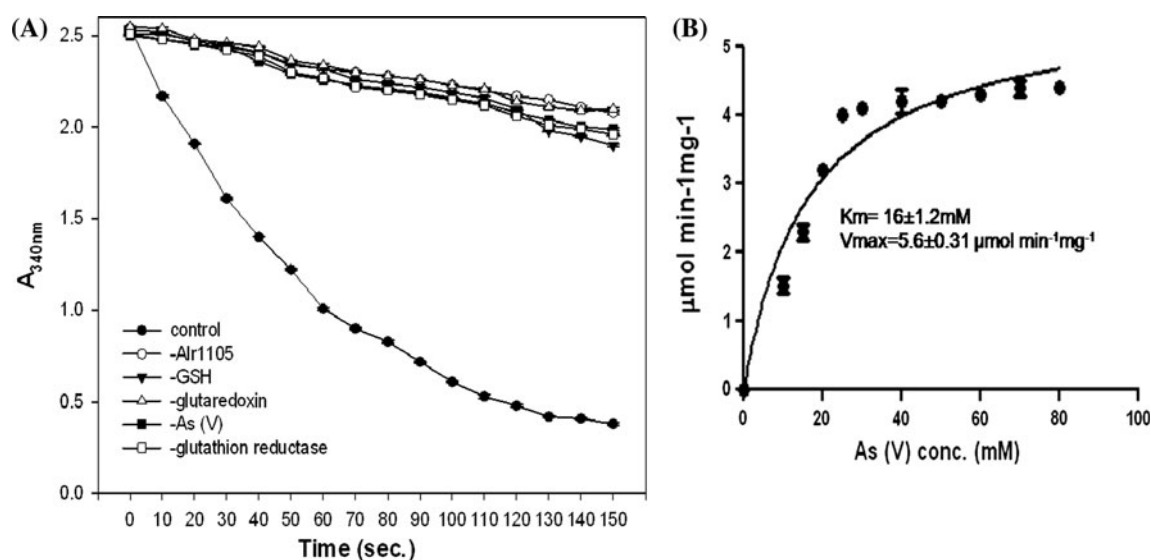 (A)
2.5
2.0
1.5
1.0
0.5
0.0
A340nm
control
-Alr1105
-GSH
-glutaredoxin
-As (V)
-glutathion reductase
0 10 20 30 40 50 60 70 80 90 100 110 120 130 140 150
Time (sec.)
(B)
5
4
3
2
1
0
µmol min-1mg-1
Km= 16±1.2mM
Vmax=5.6±0.31 µmol min-1mg-1
0 20 40 60 80 100
As (V) conc. (mM)